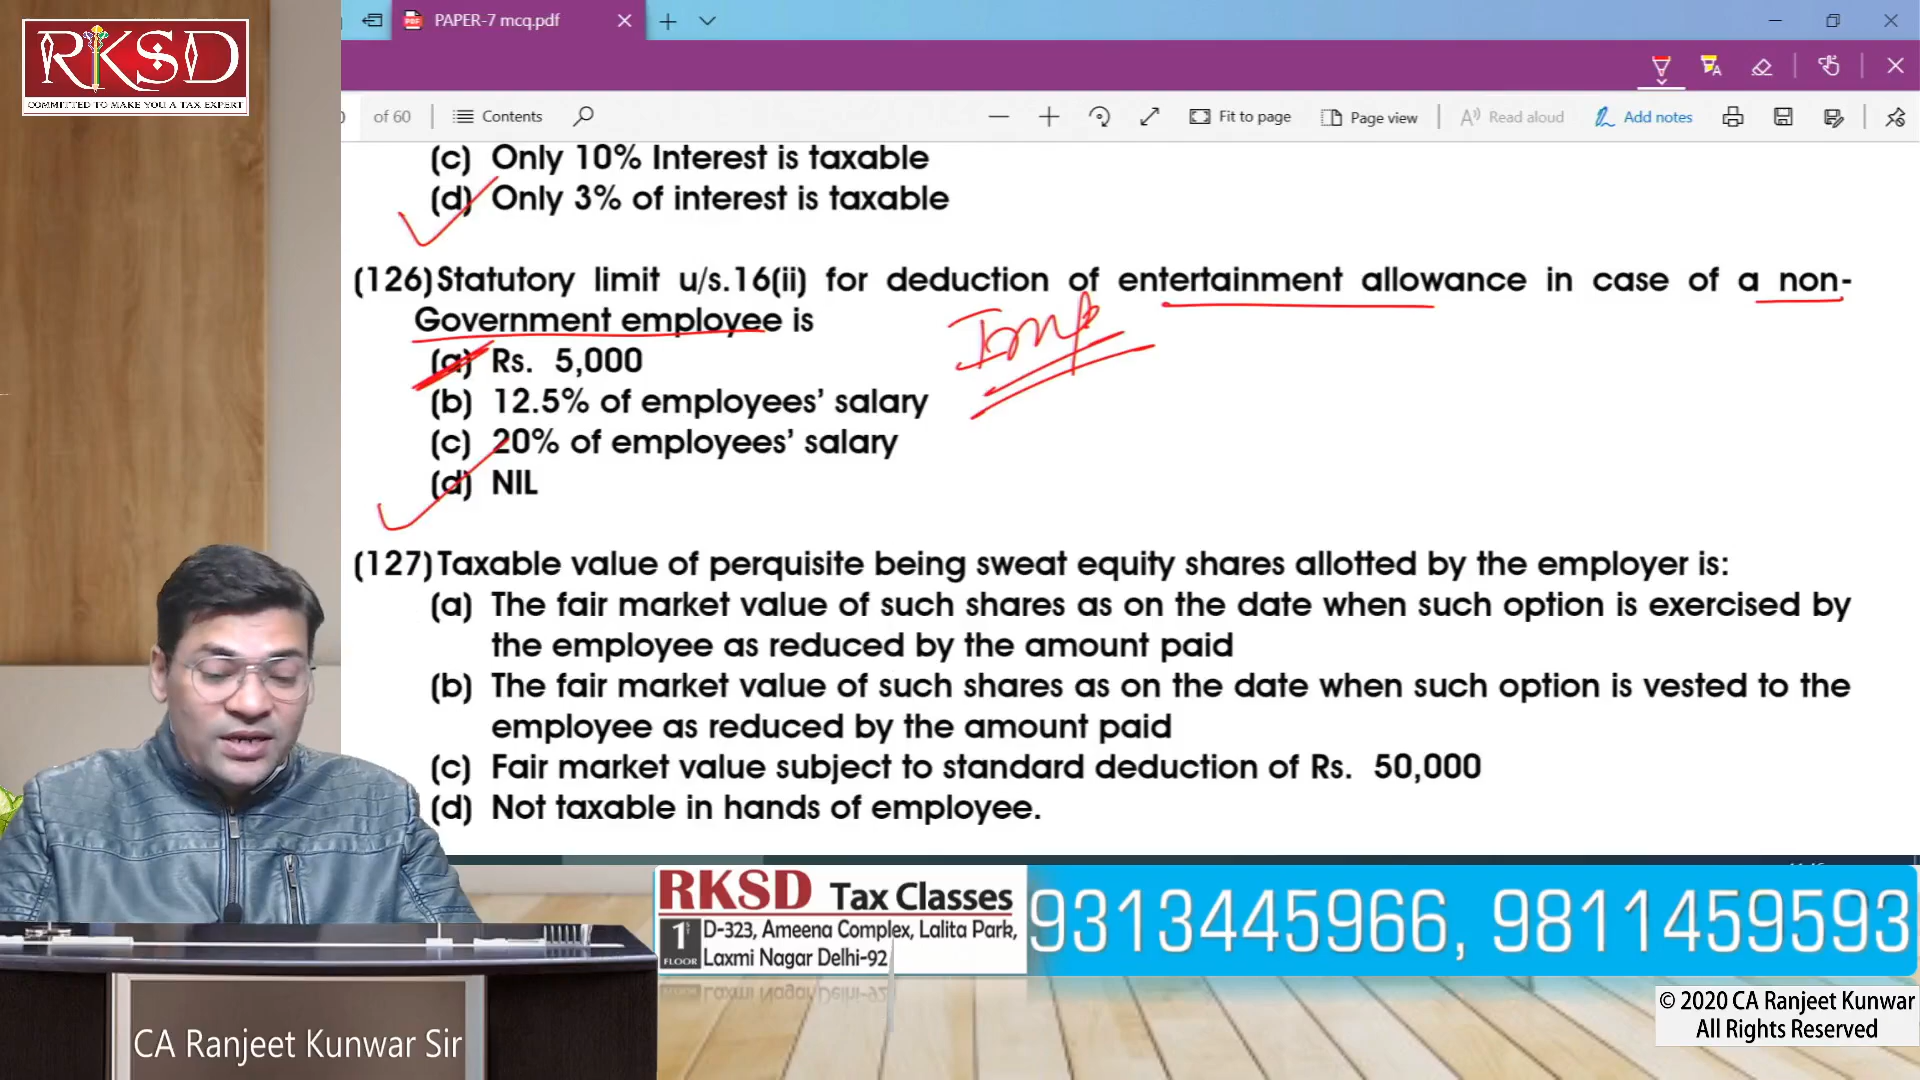 RKSD
COMMITTED TO MAKE YOU A TAX EXPERT
PAPER-7 mcq.pdf
of 60
Contents
Fit to page
Page view
Read aloud
Add notes
(c) Only 10% Interest is taxable
(d) Only 3% of interest is taxable
(126) Statutory limit u/s.16(ii) for deduction of entertainment allowance in case of a non-
Government employee is
Imp
(a) Rs. 5,000
(b) 12.5% of employees' salary
(c) 20% of employees' salary
(d) NIL
(127) Taxable value of perquisite being sweat equity shares allotted by the employer is:
(a) The fair market value of such shares as on the date when such option is exercised by
the employee as reduced by the amount paid
(b) The fair market value of such shares as on the date when such option is vested to the
employee as reduced by the amount paid
(c) Fair market value subject to standard deduction of Rs. 50,000
(d) Not taxable in hands of employee.
RKSD Tax Classes
1ST FLOOR
D-323, Ameena Complex, Lalita Park,
Laxmi Nagar Delhi-92
9313445966, 9811459593
CA Ranjeet Kunwar Sir
© 2020 CA Ranjeet Kunwar
All Rights Reserved